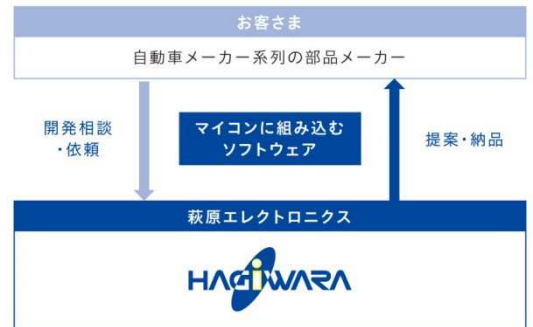 お客さま
自動車メーカー系列の部品メーカー
開発相談
・依頼
マイコンに組み込む
ソフトウェア
提案・納品
萩原エレクトロニクス
HAGIWARA